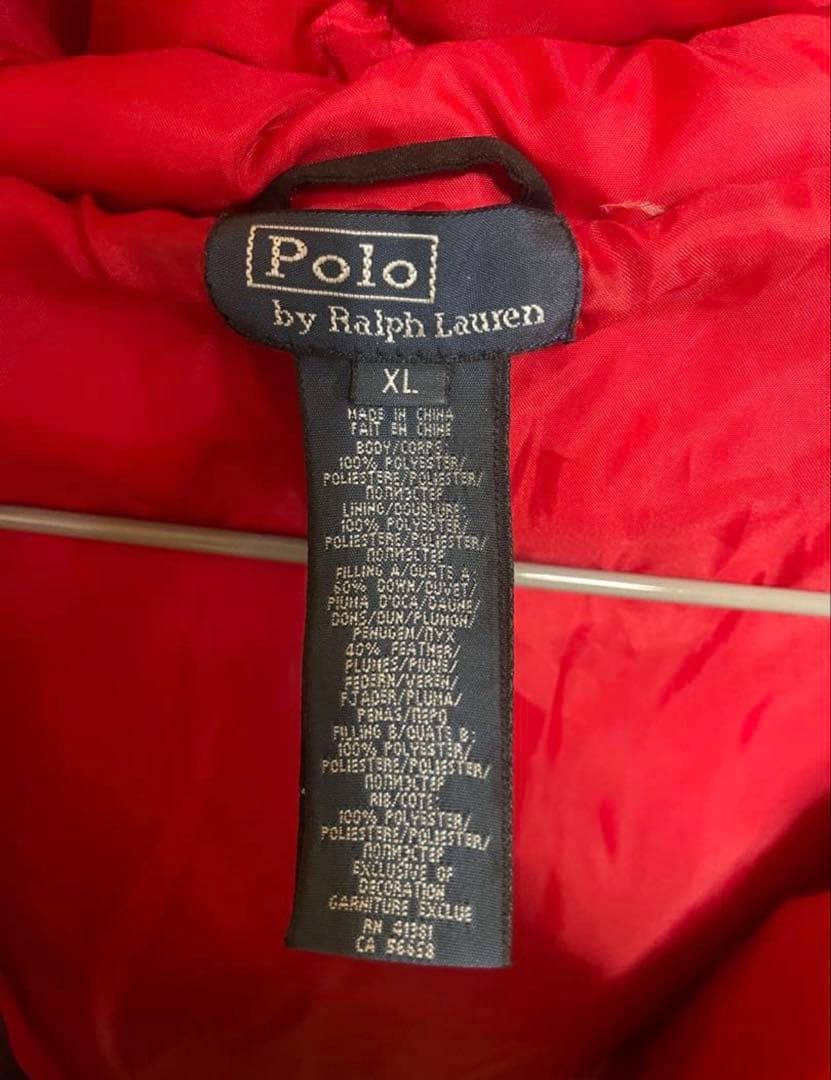 Polo
by Ralph Lauren
XL
MADE IN CHINA
FAIT EN CHINE
BODY/CORPS:
100% POLYESTER/
POLIESTERE/POLIESTER/
ПОЛИЭСТЕР
LINING/DOUBLURE:
100% POLYESTER/
POLIESTERE/POLIESTER/
ПОЛИЭСТЕР
FILLING A/OUATE A:
60% DOWN/DUVET/
PIUMA D'OCA/DAUNE/
DONS/DUN/PLUMON/
PENUGEM/ПУХ
40% FEATHER/
PLUMES/PIUME/
FEDERN/VEREN/
FJADER/PLUMA/
PENAS/ПЕРО
FILLING B/OUATE B:
100% POLYESTER/
POLIESTERE/POLIESTER/
ПОЛИЭСТЕР
RIB/COTE:
100% POLYESTER/
POLIESTERE/POLIESTER/
ПОЛИЭСТЕР
EXCLUSIVE OF
DECORATION
GARNITURE EXCLUE
RN 41381
CA 56658